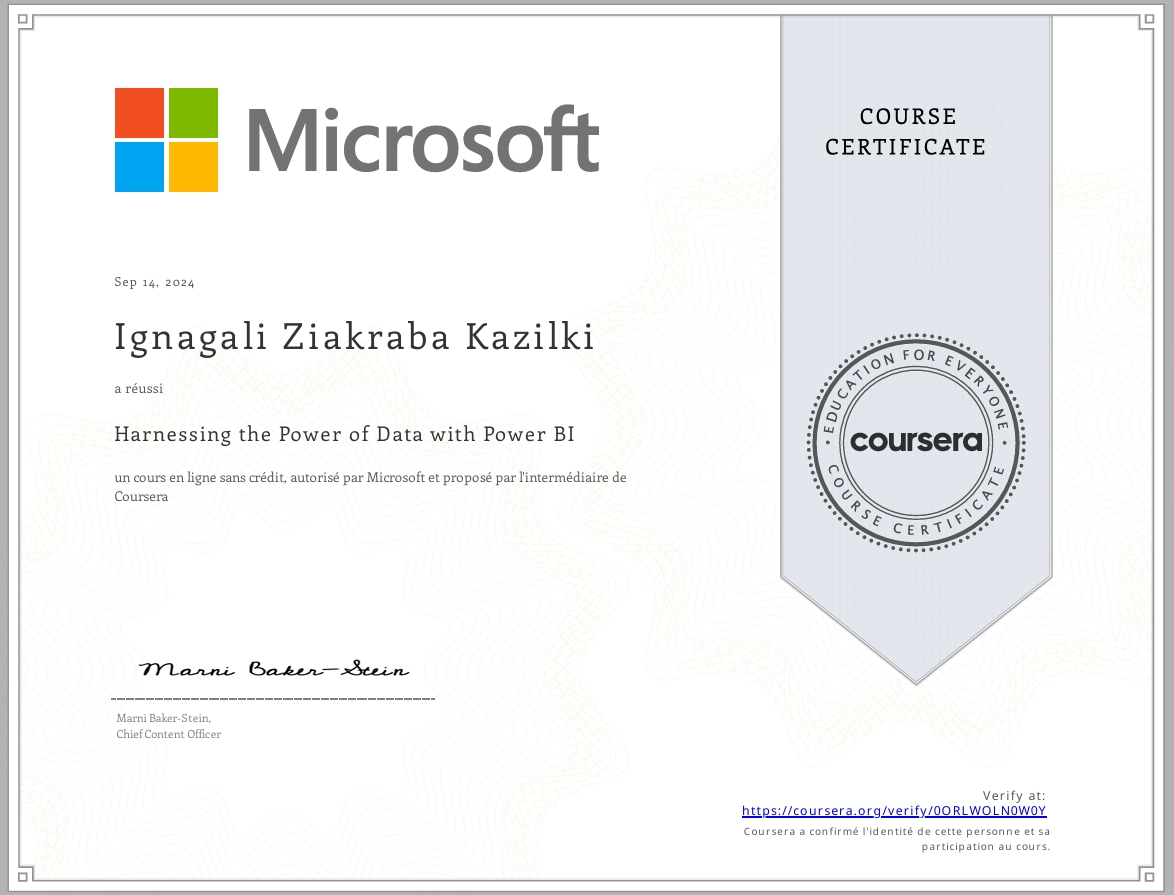 Microsoft
COURSE
CERTIFICATE
Sep 14, 2024
Ignagali Ziakraba Kazilki
a réussi
Harnessing the Power of Data with Power BI
un cours en ligne sans crédit, autorisé par Microsoft et proposé par l'intermédiaire de
Coursera
EDUCATION FOR EVERYONE
coursera
COURSE CERTIFICATE
Marni Baker-Stein
Marni Baker-Stein,
Chief Content Officer
Verify at:
https://coursera.org/verify/0ORLWOLN0W0Y
Coursera a confirmé l'identité de cette personne et sa
participation au cours.